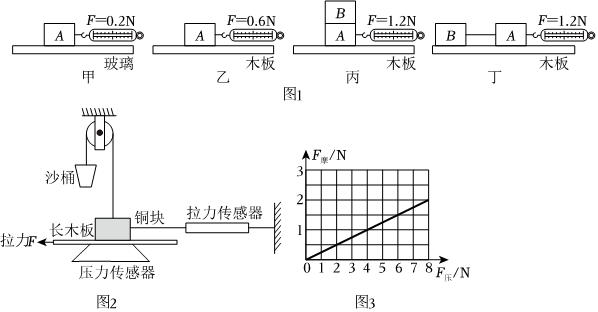 F=0.2N
A
玻璃
甲
F=0.6N
A
木板
乙
B
A
F=1.2N
木板
丙
B
A
F=1.2N
木板
丁
图1
沙桶
长木板
铜块
拉力传感器
拉力F
压力传感器
图2
F摩/N
3
2
1
0 1 2 3 4 5 6 7 8
F压/N
图3